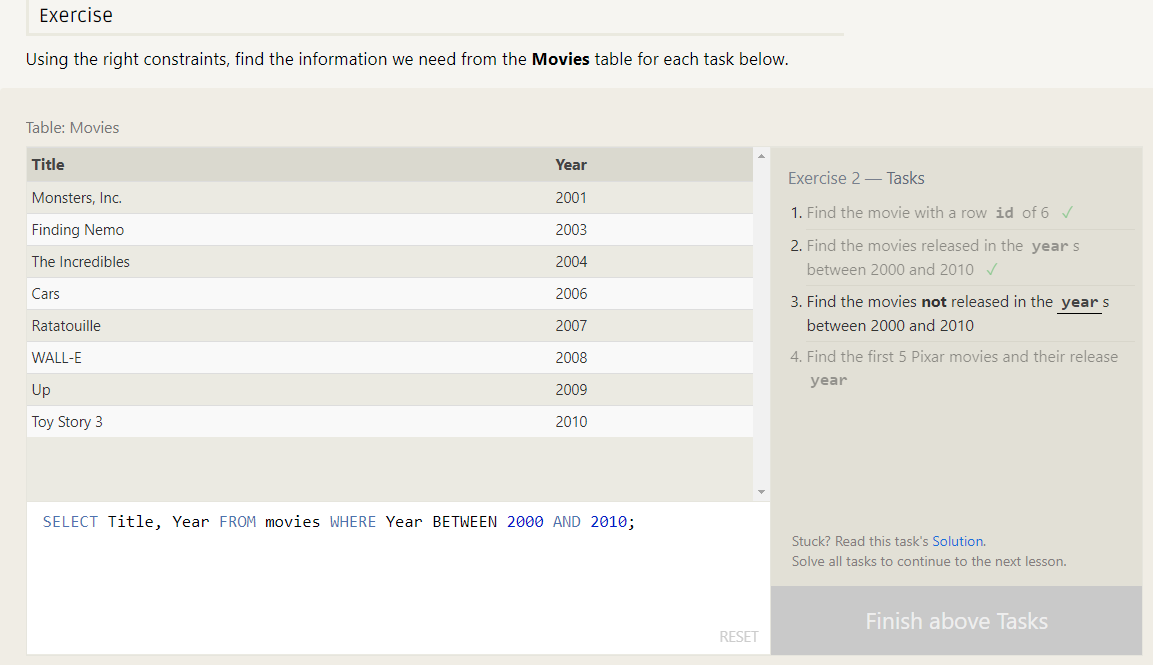 Exercise
Using the right constraints, find the information we need from the Movies table for each task below.
Table: Movies
Title Year
Monsters, Inc. 2001
Finding Nemo 2003
The Incredibles 2004
Cars 2006
Ratatouille 2007
WALL-E 2008
Up 2009
Toy Story 3 2010
SELECT Title, Year FROM movies WHERE Year BETWEEN 2000 AND 2010;
RESET
Exercise 2 — Tasks
1. Find the movie with a row id of 6 ✓
2. Find the movies released in the year s
between 2000 and 2010 ✓
3. Find the movies not released in the year s
between 2000 and 2010
4. Find the first 5 Pixar movies and their release
year
Stuck? Read this task's Solution.
Solve all tasks to continue to the next lesson.
Finish above Tasks